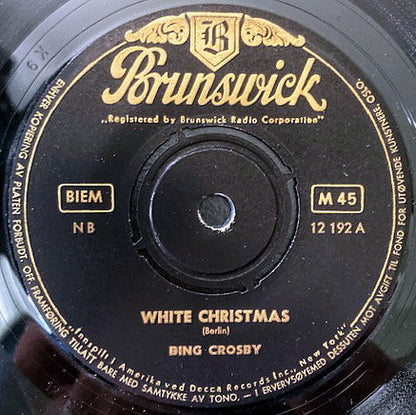 B
Brunswick
„Registered by Brunswick Radio Corporation"
BIEM
M 45
N B
12 192 A
WHITE CHRISTMAS
(Berlin)
BING CROSBY
„Innspilt i Amerika ved Decca Records Inc., New York"
ENHVER KOPIERING AV PLATEN FORBUDT. OFF. FRAMFØRING TILLATT BARE MED SAMTYKKE AV TONO, - I ERVERVSØYEMED DESSUTEN MOT AVGIFT TIL FOND FOR UTØVENDE KUNSTNERE OSLO.
9 X